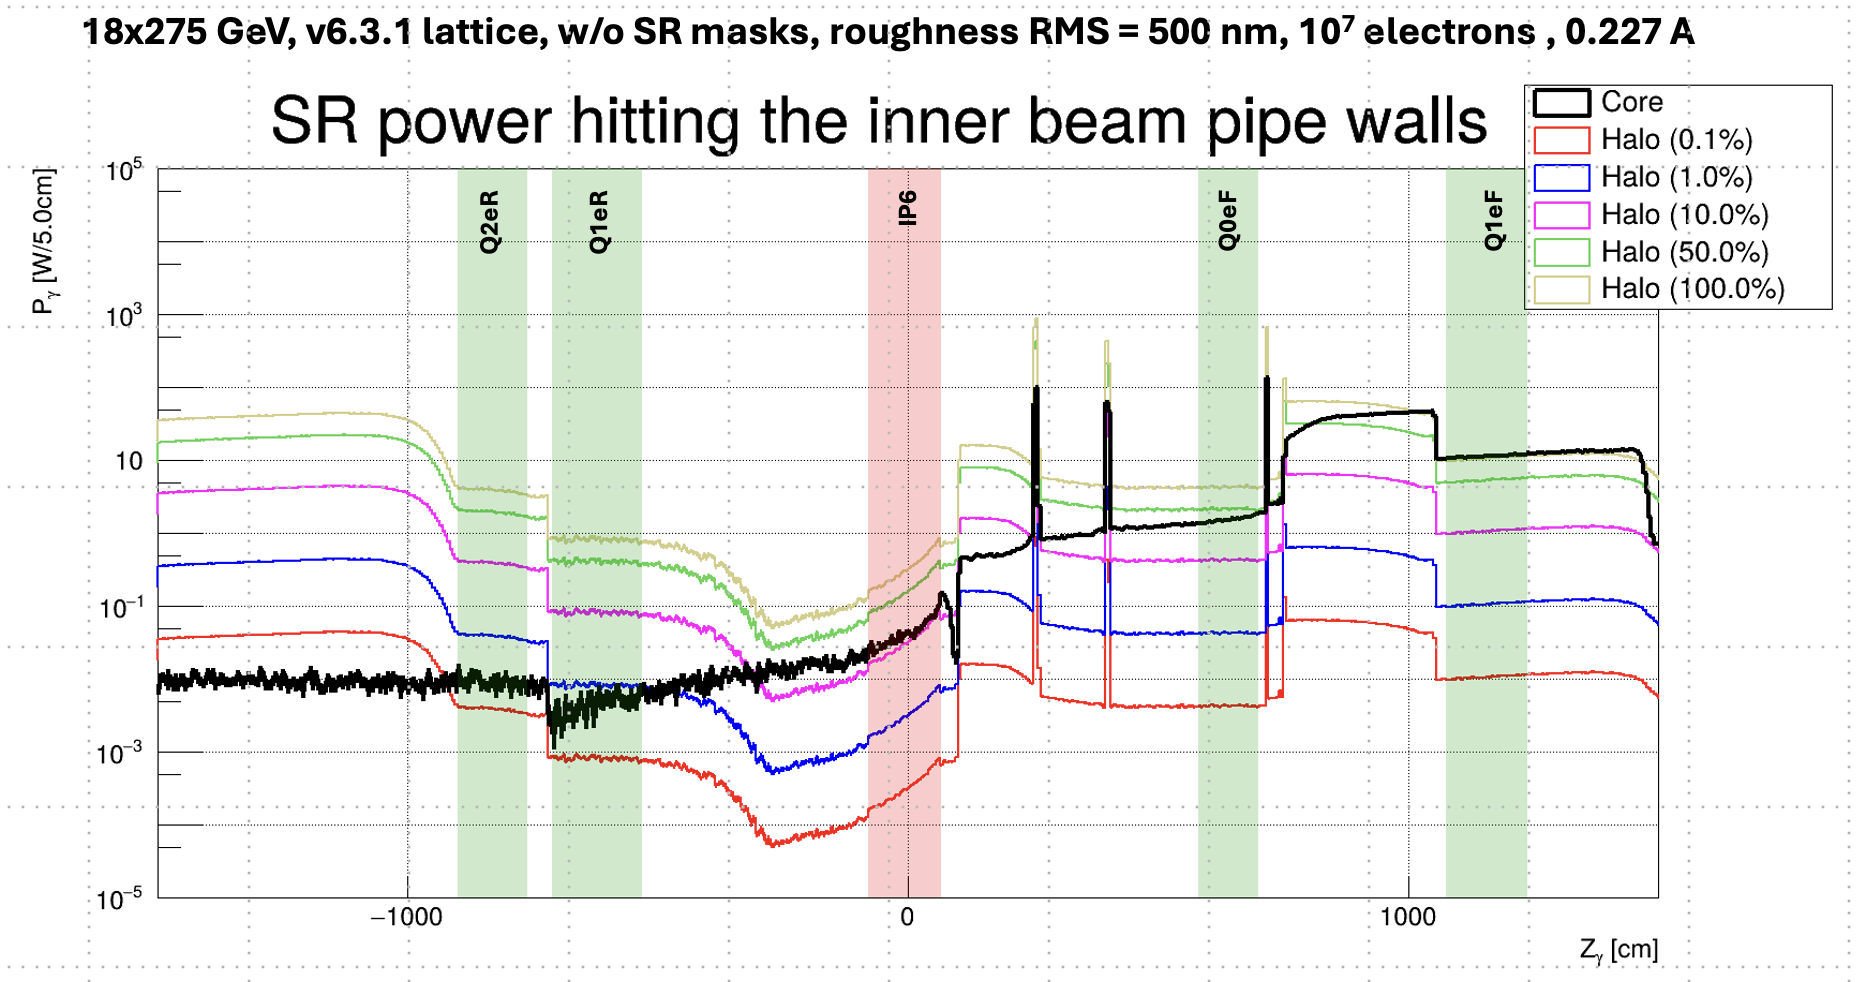 18x275 GeV, v6.3.1 lattice, w/o SR masks, roughness RMS = 500 nm, 10⁷ electrons , 0.227 A
SR power hitting the inner beam pipe walls
Core
Halo (0.1%)
Halo (1.0%)
Halo (10.0%)
Halo (50.0%)
Halo (100.0%)
Pγ [W/5.0cm]
10⁵
10³
10
10⁻¹
10⁻³
10⁻⁵
Q2eR
Q1eR
IP6
Q0eF
Q1eF
−1000
0
1000
Zγ [cm]